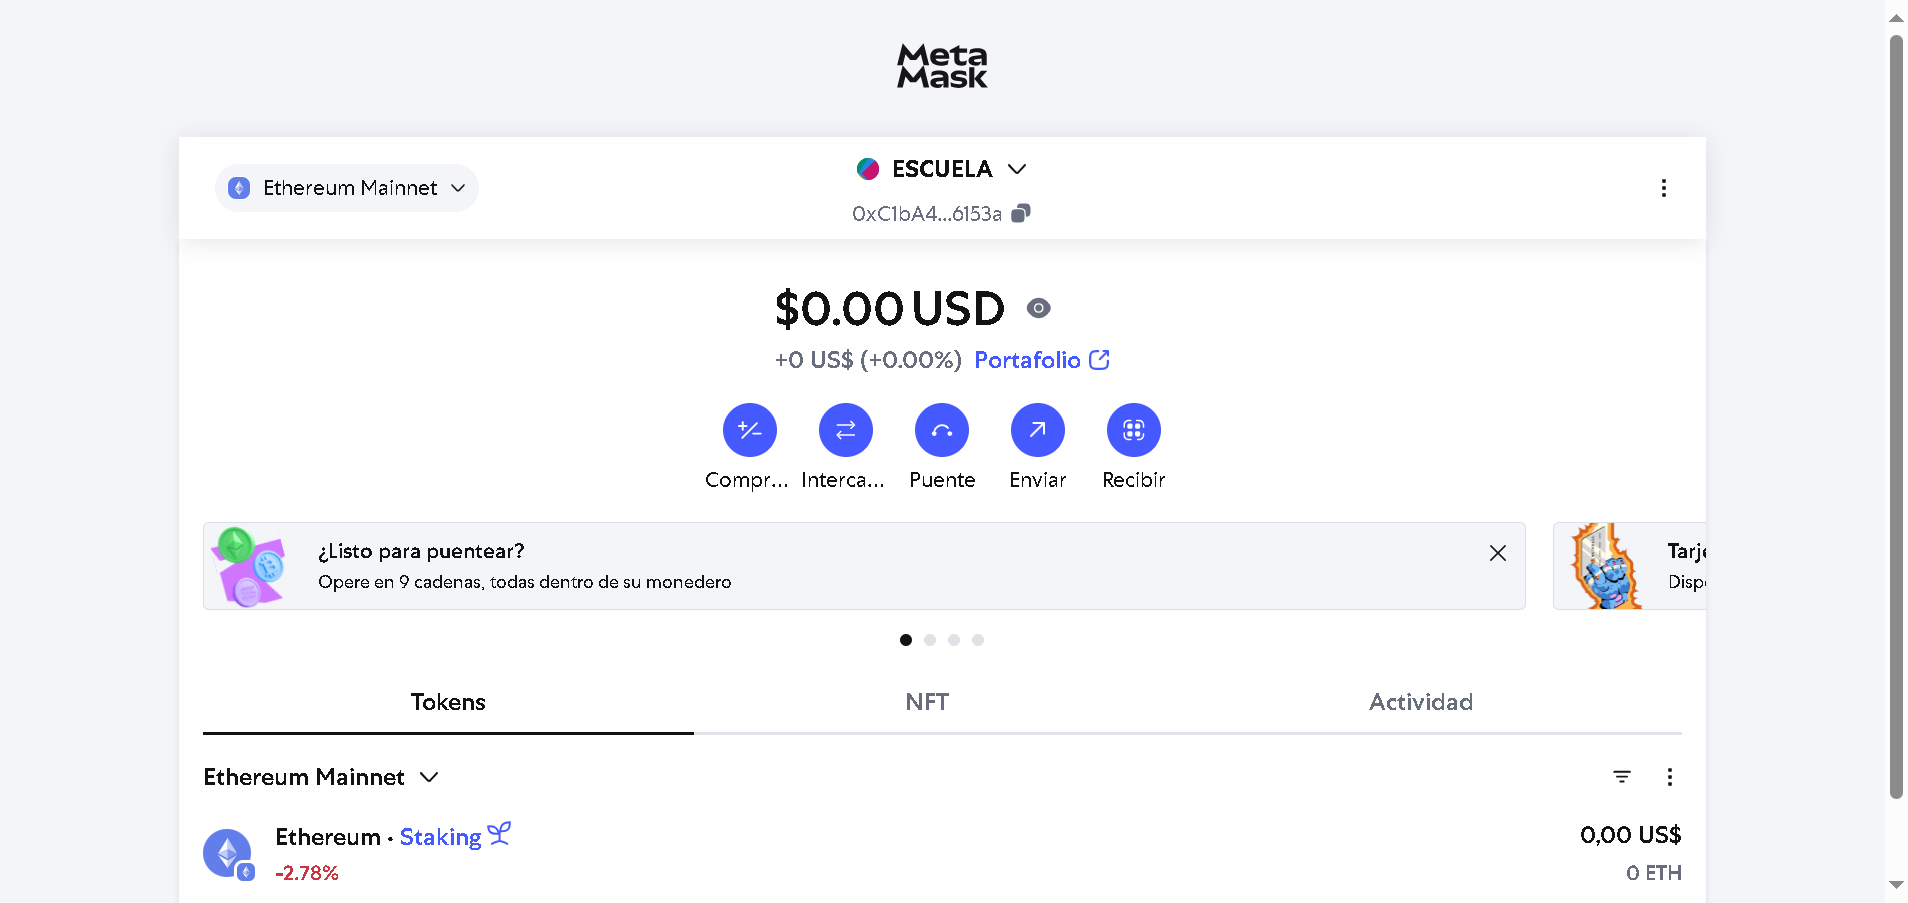 Meta
Mask
Ethereum Mainnet
ESCUELA
0xC1bA4...6153a
$0.00 USD
+0 US$ (+0.00%) Portafolio
Compr... Interca... Puente Enviar Recibir
¿Listo para puentear?
Opere en 9 cadenas, todas dentro de su monedero
Tarje
Dispo
Tokens NFT Actividad
Ethereum Mainnet
Ethereum • Staking
0,00 US$
-2.78%
0 ETH